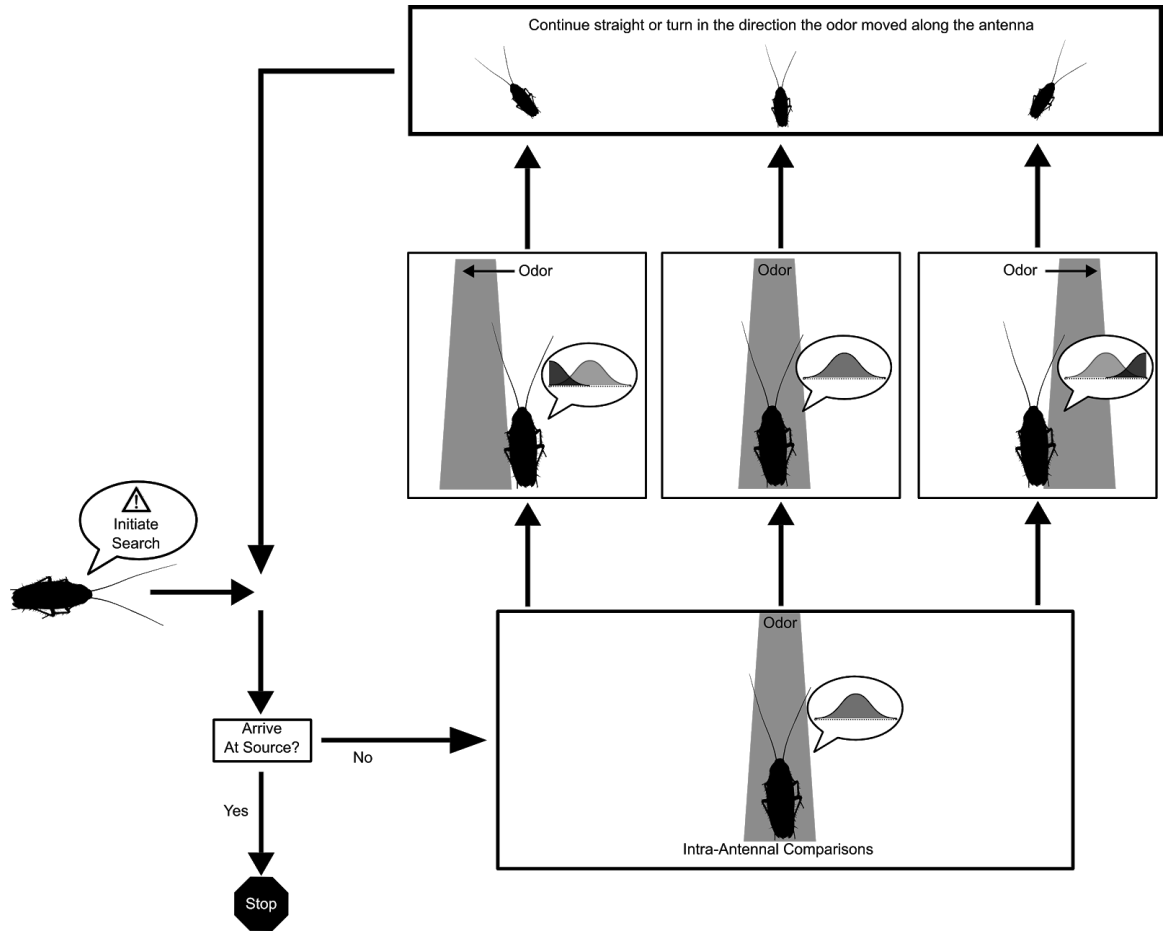 Continue straight or turn in the direction the odor moved along the antenna
Odor
Odor
Odor
!
Initiate
Search
Odor
Arrive
At Source?
No
Yes
Intra-Antennal Comparisons
Stop